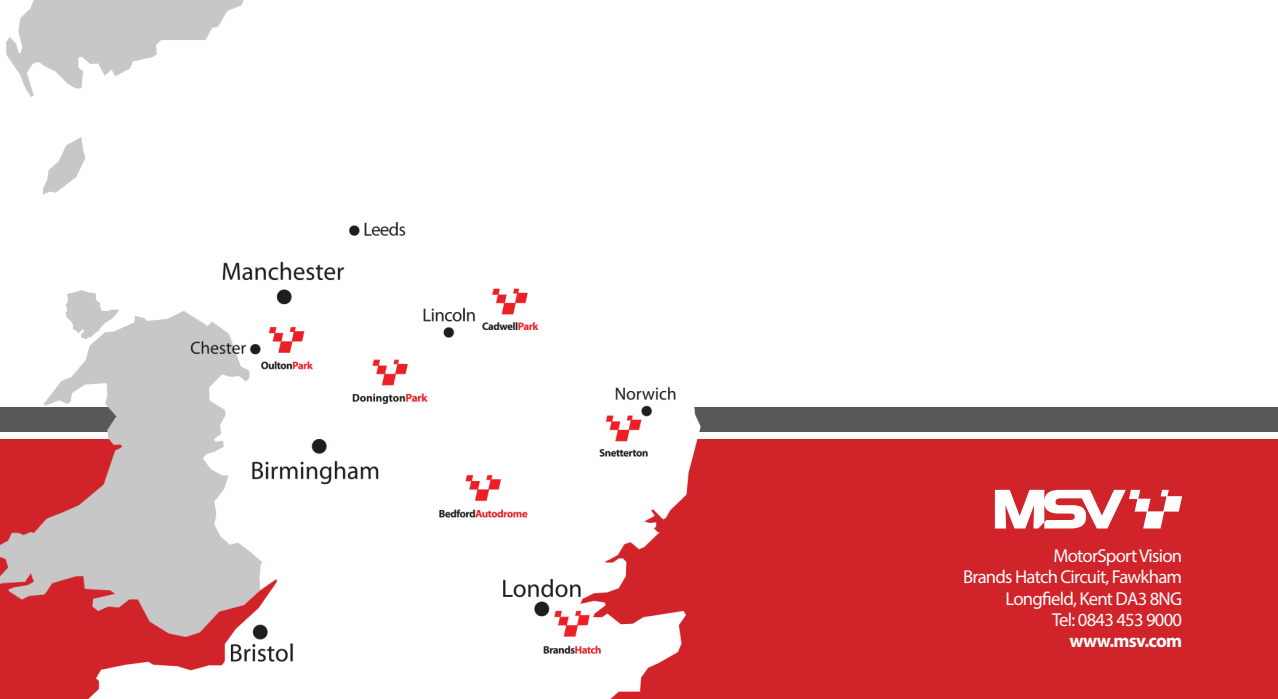 Leeds
Manchester
Lincoln
CadwellPark
Chester
OultonPark
DoningtonPark
Norwich
Snetterton
Birmingham
BedfordAutodrome
London
BrandsHatch
Bristol
MSV
MotorSport Vision
Brands Hatch Circuit, Fawkham
Longfield, Kent DA3 8NG
Tel: 0843 453 9000
www.msv.com